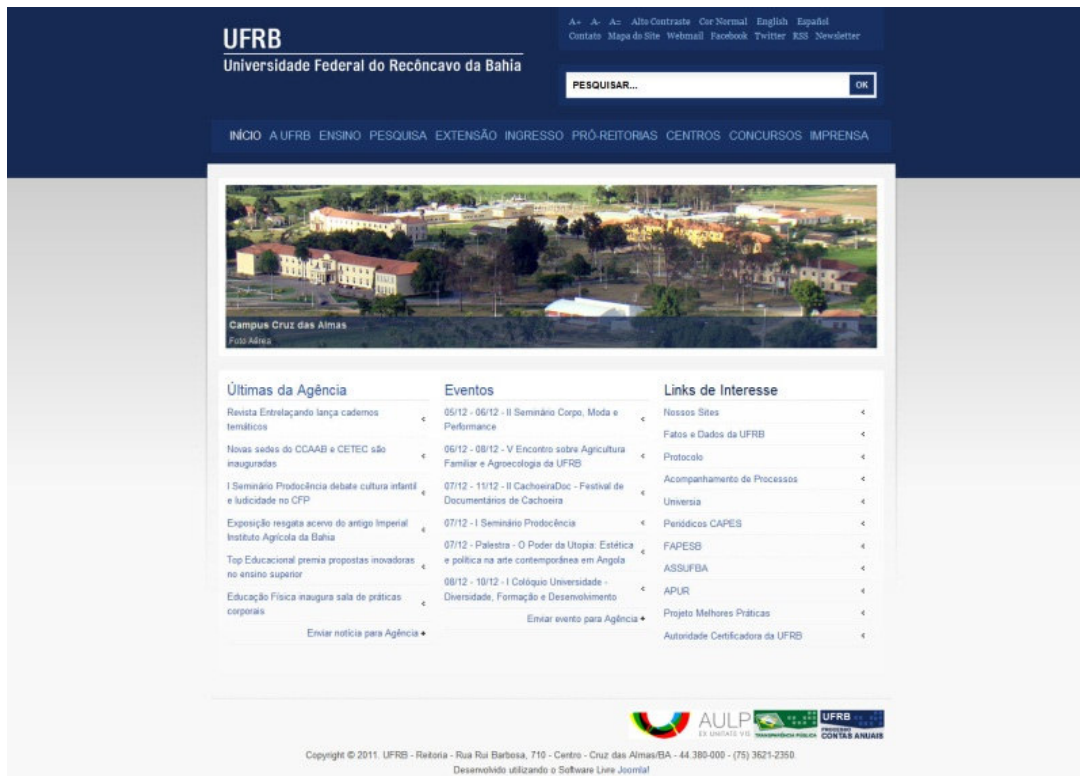 UFRB
Universidade Federal do Recôncavo da Bahia
A+ A- A= Alto Contraste Cor Normal English Español
Contato Mapa do Site Webmail Facebook Twitter RSS Newsletter
PESQUISAR... OK
INÍCIO A UFRB ENSINO PESQUISA EXTENSÃO INGRESSO PRÓ-REITORIAS CENTROS CONCURSOS IMPRENSA
Campus Cruz das Almas
Foto Aérea
Últimas da Agência
Revista Entrelaçando lança cadernos
temáticos
Novas sedes do CCAAB e CETEC são
inauguradas
I Seminário Prodocência debate cultura infantil
e ludicidade no CFP
Exposição resgata acervo do antigo Imperial
Instituto Agrícola da Bahia
Top Educacional premia propostas inovadoras
no ensino superior
Educação Física inaugura sala de práticas
corporais
Enviar notícia para Agência
Eventos
05/12 - 06/12 - II Seminário Corpo, Moda e
Performance
06/12 - 08/12 - V Encontro sobre Agricultura
Familiar e Agroecologia da UFRB
07/12 - 11/12 - II CachoeiraDoc - Festival de
Documentários de Cachoeira
07/12 - I Seminário Prodocência
07/12 - Palestra - O Poder da Utopia: Estética
e política na arte contemporânea em Angola
08/12 - 10/12 - I Colóquio Universidade -
Diversidade, Formação e Desenvolvimento
Enviar evento para Agência
Links de Interesse
Nossos Sites
Fatos e Dados da UFRB
Protocolo
Acompanhamento de Processos
Universia
Periódicos CAPES
FAPESB
ASSUFBA
APUR
Projeto Melhores Práticas
Autoridade Certificadora da UFRB
AULP
EX UNITATE VIS
TRANSPARÊNCIA PÚBLICA
UFRB
PROCESSO
CONTAS ANUAIS
Copyright © 2011. UFRB - Reitoria - Rua Rui Barbosa, 710 - Centro - Cruz das Almas/BA - 44.380-000 - (75) 3621-2350
Desenvolvido utilizando o Software Livre Joomla!